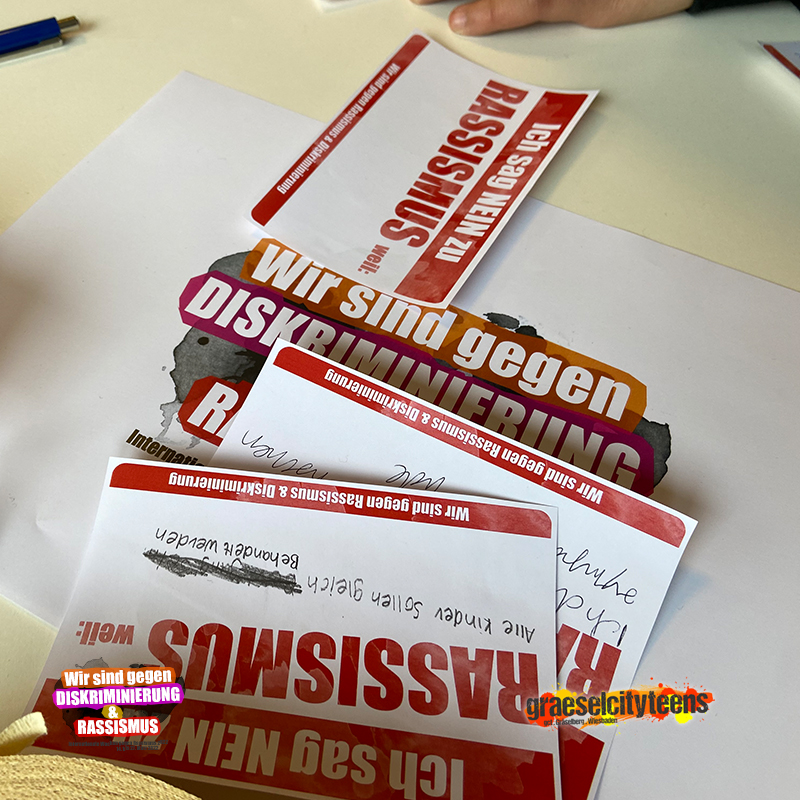 Wir sind gegen Rassismus & Diskriminierung
Ich sag NEIN zu
RASSISMUS
weil:
Wir sind gegen
DISKRIMINIERUNG
Wir sind gegen Rassismus & Diskriminierung
Ich sag NEIN
RASSISMUS
weil:
Alle Kinder sollen gleich
Behandelt werden
Wir sind gegen Rassismus & Diskriminierung
Wir sind gegen
DISKRIMINIERUNG
&
RASSISMUS
graeselcityteens
Gräselberg Wiesbaden